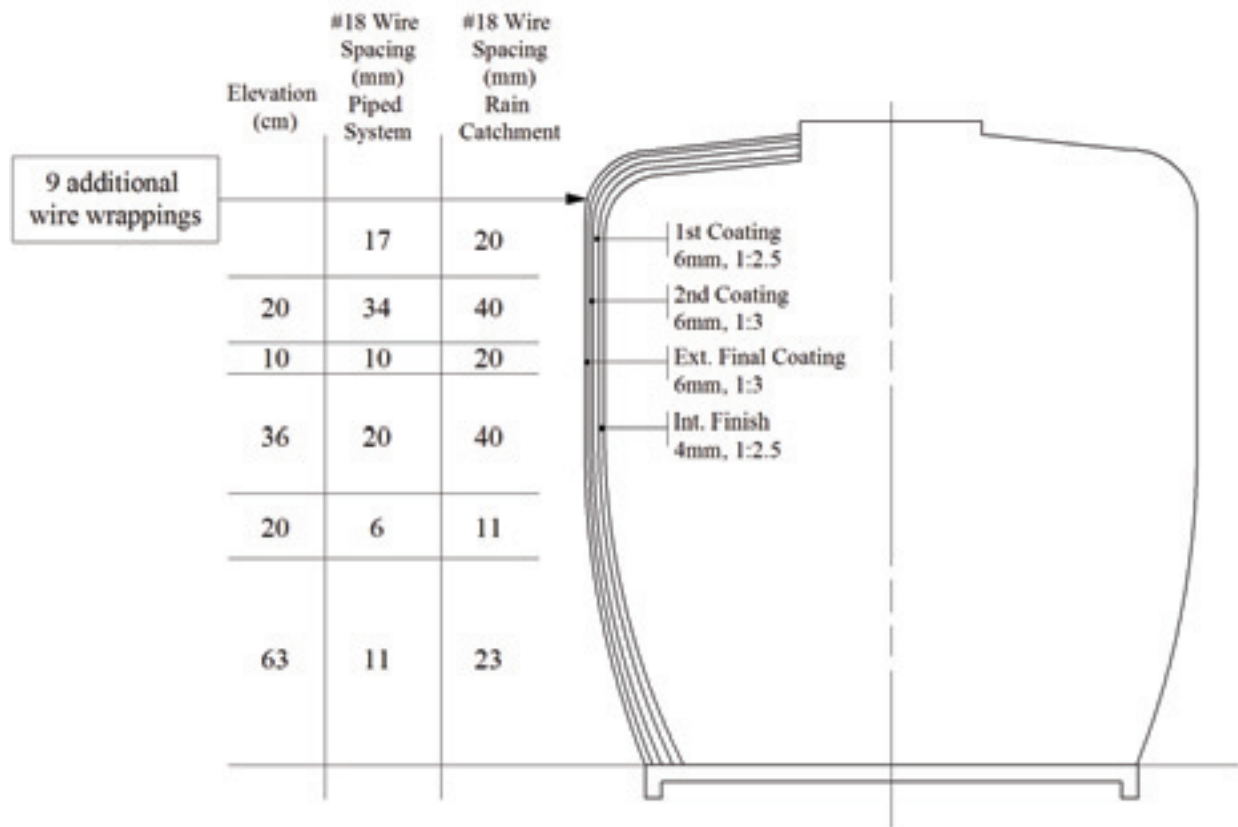 #18 Wire
Spacing
(mm)
Piped
System
#18 Wire
Spacing
(mm)
Rain
Catchment
Elevation
(cm)
9 additional
wire wrappings
17 20
20 34 40
10 10 20
36 20 40
20 6 11
63 11 23
1st Coating
6mm, 1:2.5
2nd Coating
6mm, 1:3
Ext. Final Coating
6mm, 1:3
Int. Finish
4mm, 1:2.5